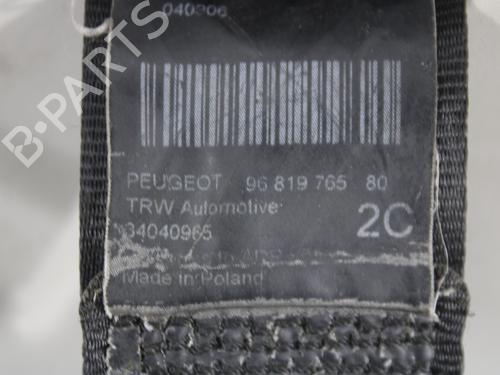 040306
PEUGEOT 96 819 765 80
TRW Automotive
34040965 2C
Made in Poland
B-PARTS